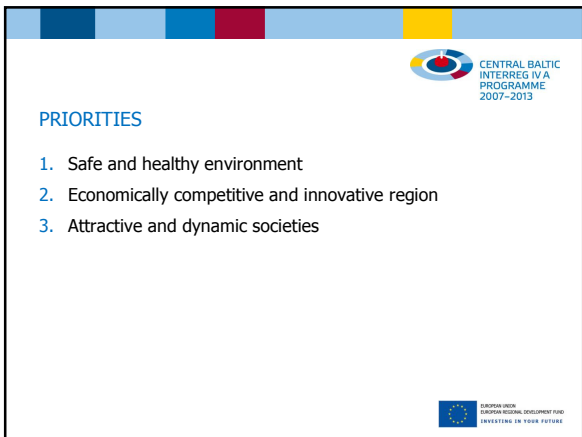 CENTRAL BALTIC
INTERREG IV A
PROGRAMME
2007–2013
PRIORITIES
1. Safe and healthy environment
2. Economically competitive and innovative region
3. Attractive and dynamic societies
EUROPEAN UNION
EUROPEAN REGIONAL DEVELOPMENT FUND
INVESTING IN YOUR FUTURE